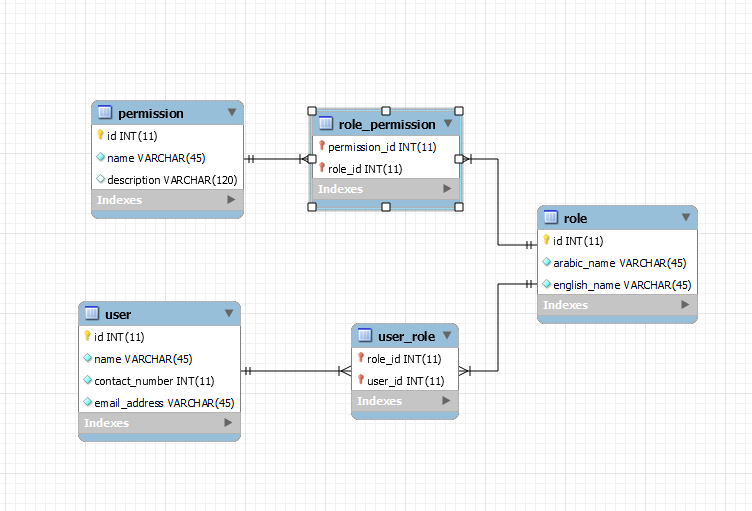 permission
id INT(11)
name VARCHAR(45)
description VARCHAR(120)
Indexes
role_permission
permission_id INT(11)
role_id INT(11)
Indexes
role
id INT(11)
arabic_name VARCHAR(45)
english_name VARCHAR(45)
Indexes
user
id INT(11)
name VARCHAR(45)
contact_number INT(11)
email_address VARCHAR(45)
Indexes
user_role
role_id INT(11)
user_id INT(11)
Indexes